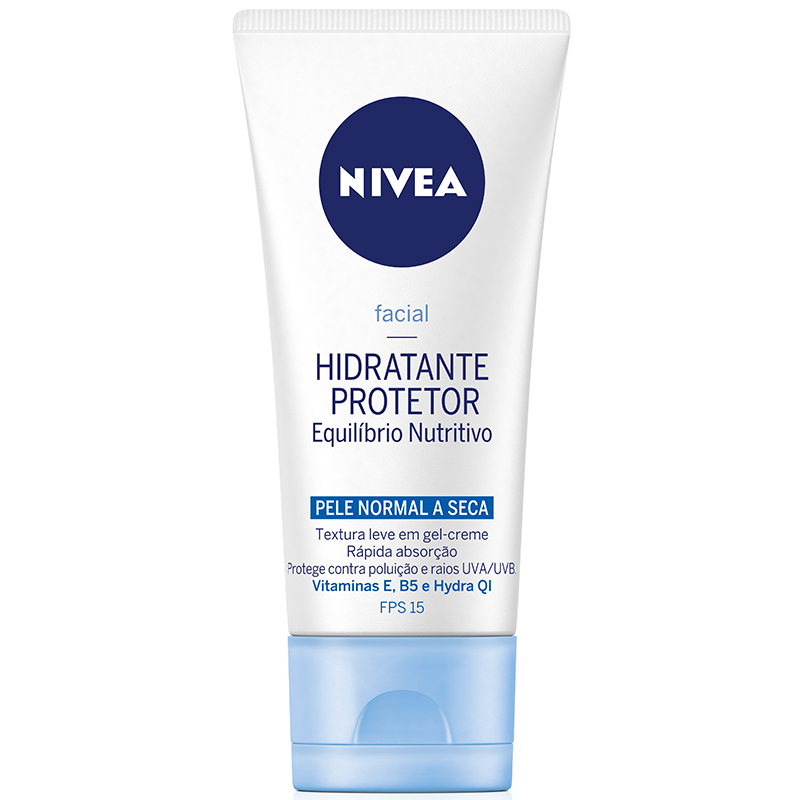 NIVEA
facial
HIDRATANTE
PROTETOR
Equilíbrio Nutritivo
PELE NORMAL A SECA
Textura leve em gel-creme
Rápida absorção
Protege contra poluição e raios UVA/UVB.
Vitaminas E, B5 e Hydra QI
FPS 15